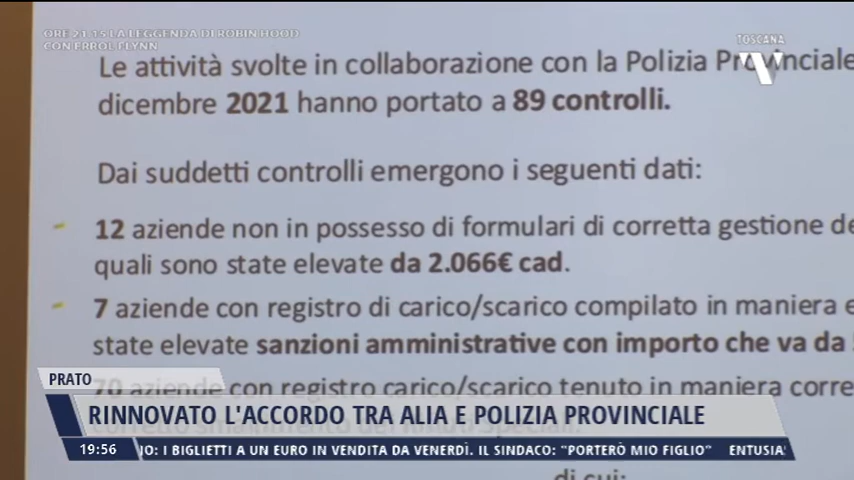 ORE 21.15 LA LEGGENDA DI ROBIN HOOD
CON ERROL FLYNN
TOSCANA
Le attività svolte in collaborazione con la Polizia Provinciale
dicembre 2021 hanno portato a 89 controlli.
Dai suddetti controlli emergono i seguenti dati:
- 12 aziende non in possesso di formulari di corretta gestione de
quali sono state elevate da 2.066€ cad.
- 7 aziende con registro di carico/scarico compilato in maniera e
state elevate sanzioni amministrative con importo che va da
70 aziende con registro carico/scarico tenuto in maniera corre
di cui:
PRATO
RINNOVATO L'ACCORDO TRA ALIA E POLIZIA PROVINCIALE
19:56
IO: I BIGLIETTI A UN EURO IN VENDITA DA VENERDÌ. IL SINDACO: "PORTERÒ MIO FIGLIO" ENTUSIA